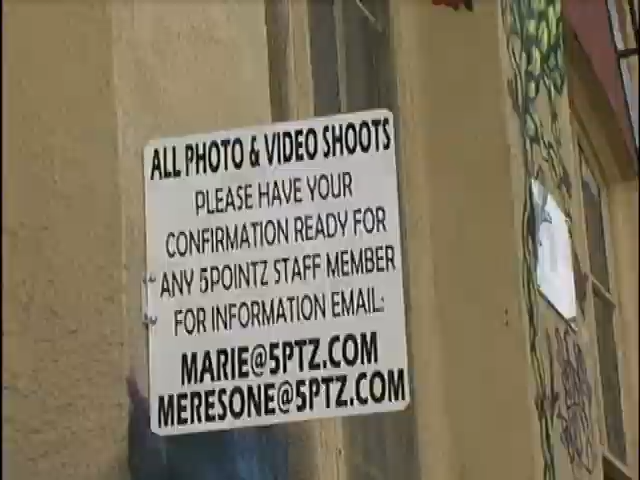 ALL PHOTO & VIDEO SHOOTS
PLEASE HAVE YOUR
CONFIRMATION READY FOR
ANY 5POINTZ STAFF MEMBER
FOR INFORMATION EMAIL:
MARIE@5PTZ.COM
MERESONE@5PTZ.COM